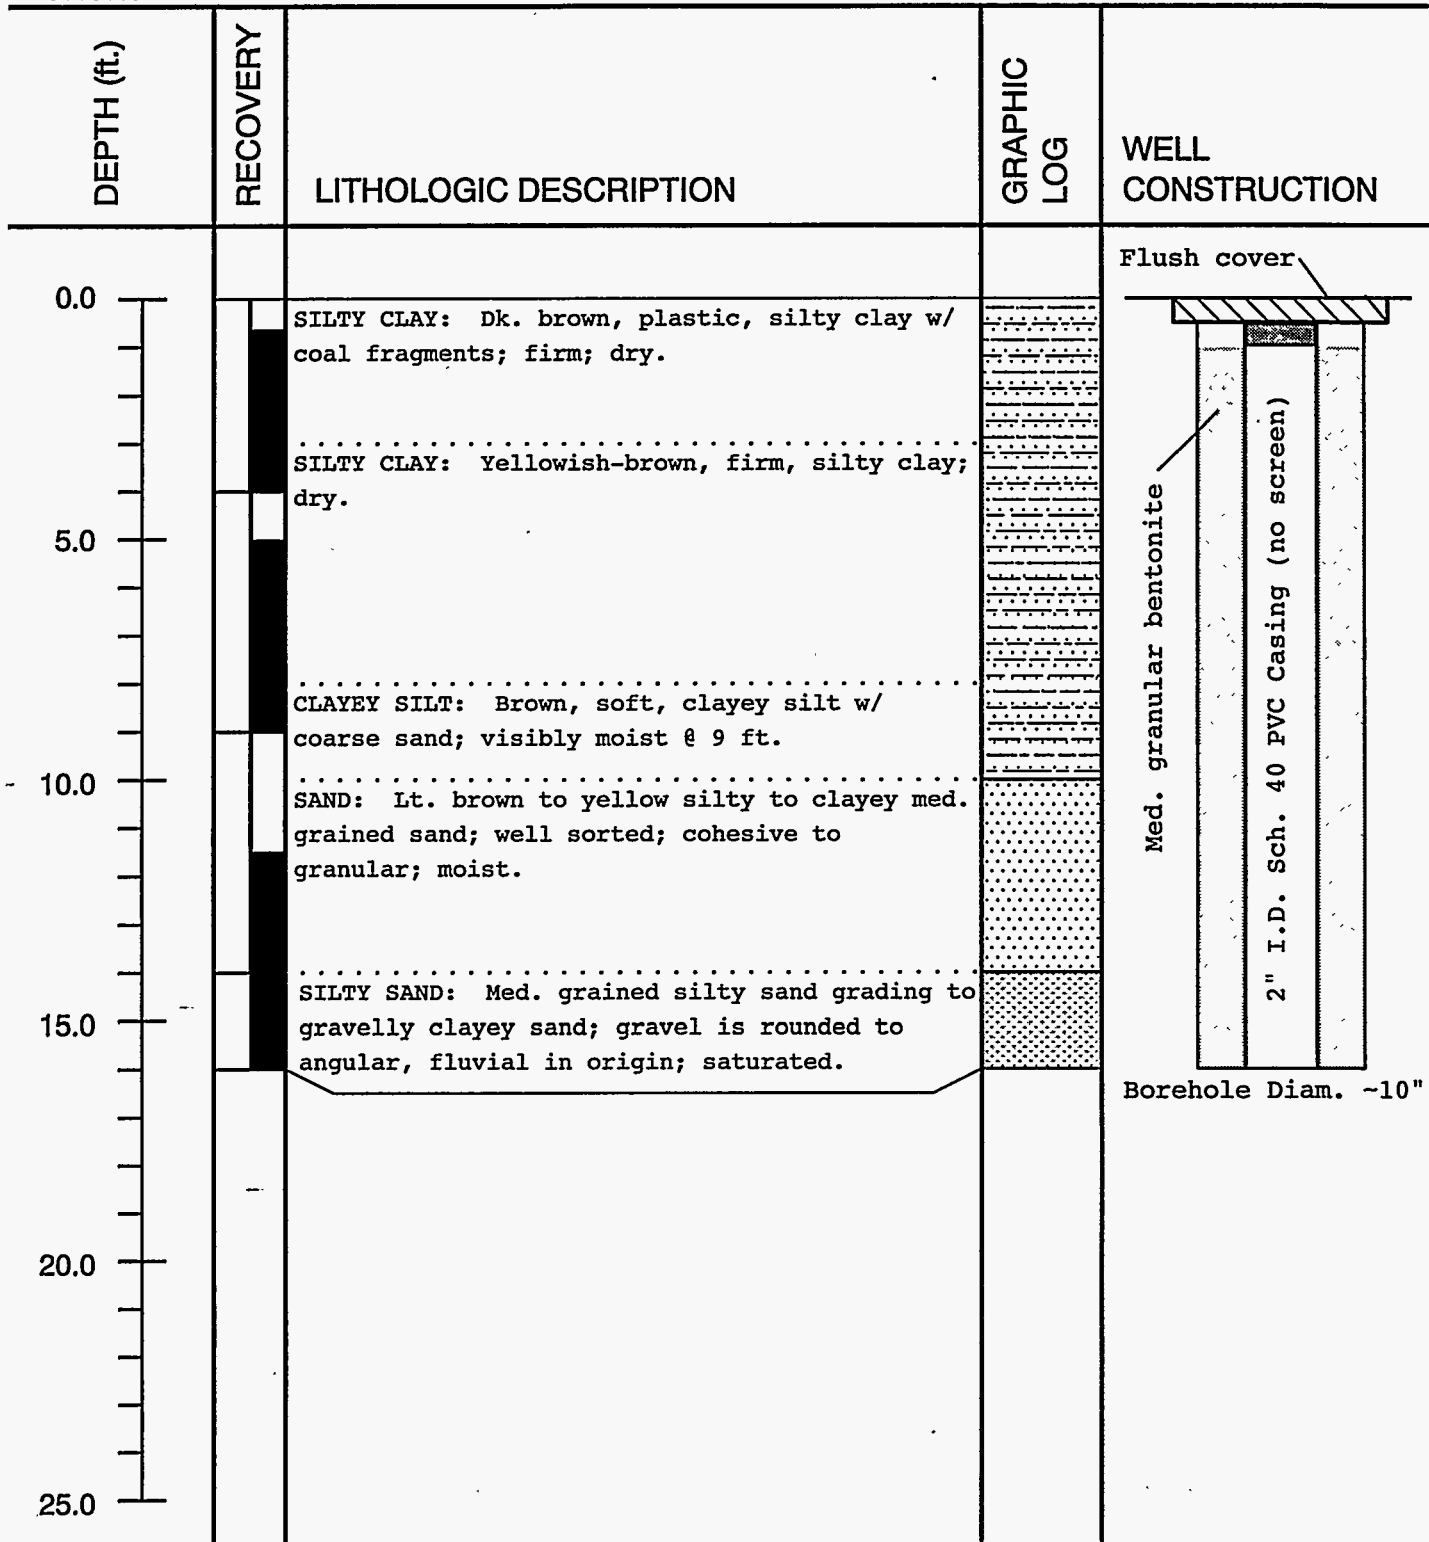 DEPTH (ft.)
RECOVERY
LITHOLOGIC DESCRIPTION
GRAPHIC
LOG
WELL
CONSTRUCTION
Flush cover
0.0
SILTY CLAY: Dk. brown, plastic, silty clay w/
coal fragments; firm; dry.
SILTY CLAY: Yellowish-brown, firm, silty clay;
dry.
5.0
CLAYEY SILT: Brown, soft, clayey silt w/
coarse sand; visibly moist @ 9 ft.
10.0
SAND: Lt. brown to yellow silty to clayey med.
grained sand; well sorted; cohesive to
granular; moist.
SILTY SAND: Med. grained silty sand grading to
15.0
gravelly clayey sand; gravel is rounded to
angular, fluvial in origin; saturated.
Med. granular bentonite
2" I.D. Sch. 40 PVC Casing (no screen)
Borehole Diam. ~10"
20.0
25.0